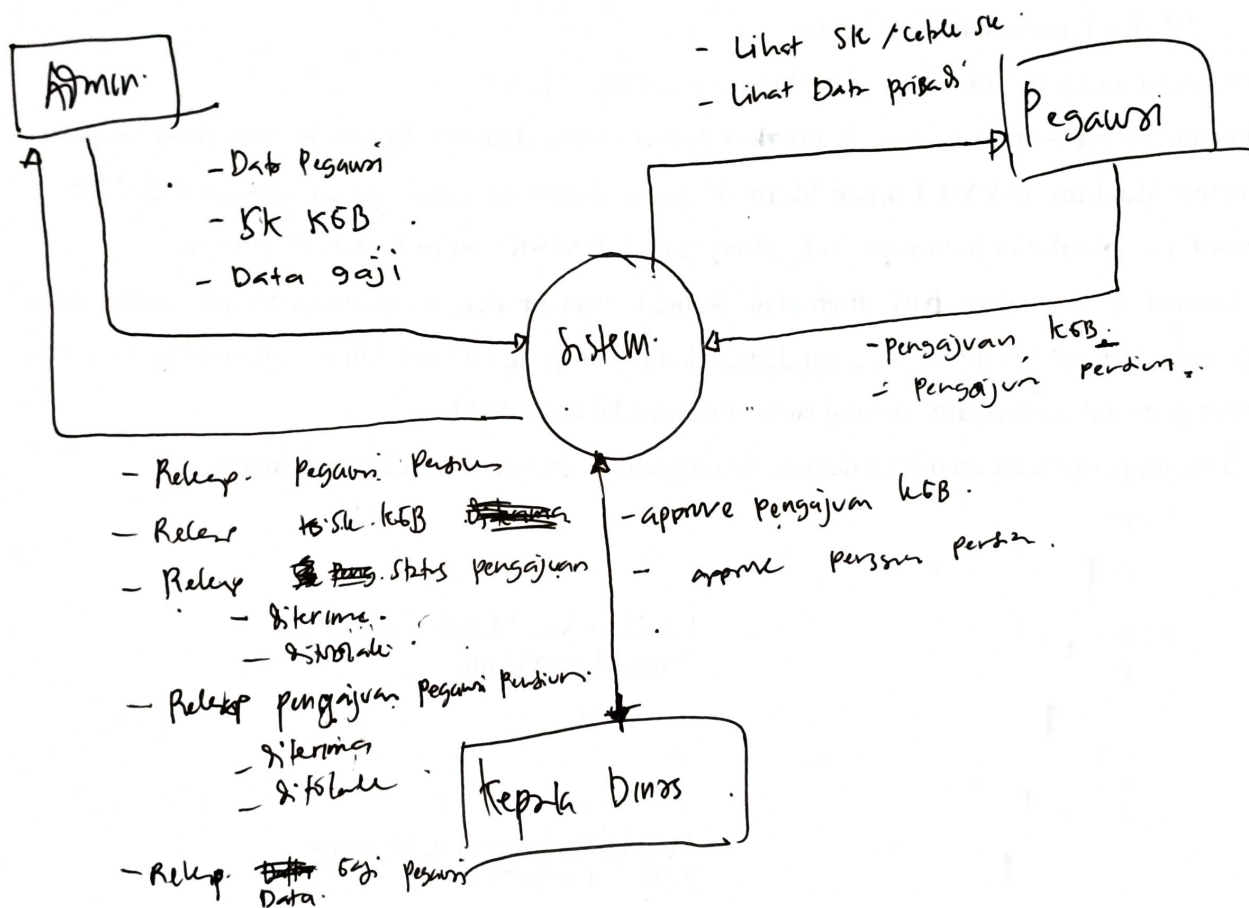 Admin.
- Lihat SK / cetak SK.
- Lihat Data pribadi
Pegawai
- Data Pegawai
- SK KGB
- Data gaji
Sistem.
- pengajuan KGB.
- Pengajuan pensiun.
- Rekap. Pegawai Pensiun
- Rekap SK. KGB
- Rekap status pengajuan
- diterima.
- ditolak
- Rekap pengajuan pegawai pensiun.
- diterima
- ditolak
- approve pengajuan KGB.
- approve pensiun.
Kepala Dinas
- Rekap. Gaji pegawai
Data.